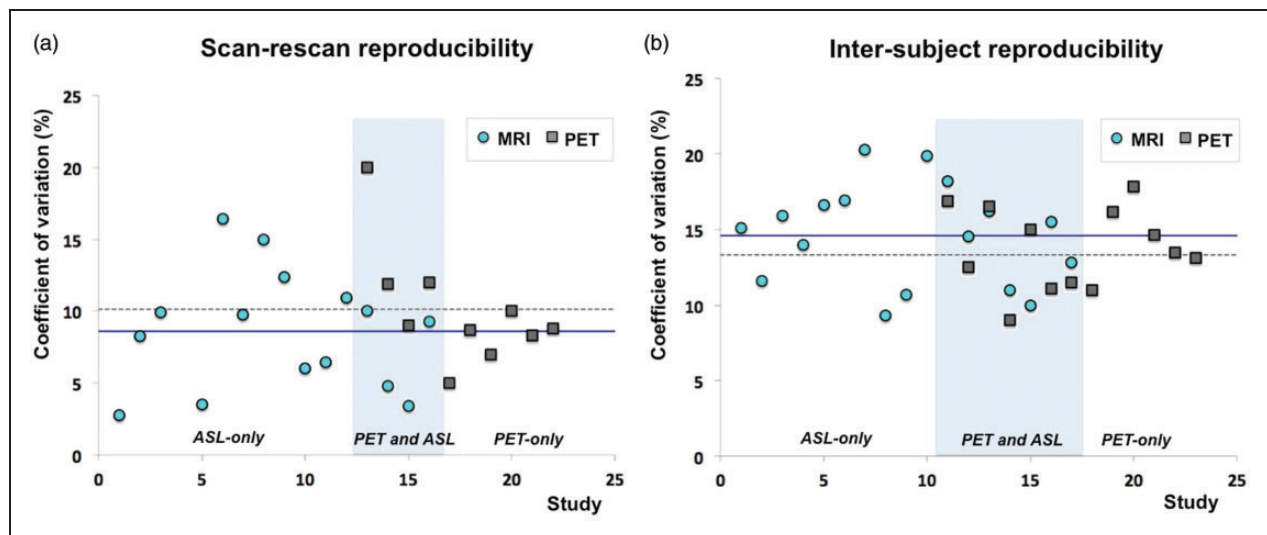 (a)
Scan-rescan reproducibility
Coefficient of variation (%)
25
20
15
10
5
0
MRI PET
ASL-only PET and ASL PET-only
0 5 10 15 20 25
Study
(b)
Inter-subject reproducibility
Coefficient of variation (%)
25
20
15
10
5
0
MRI PET
ASL-only PET and ASL PET-only
0 5 10 15 20 25
Study